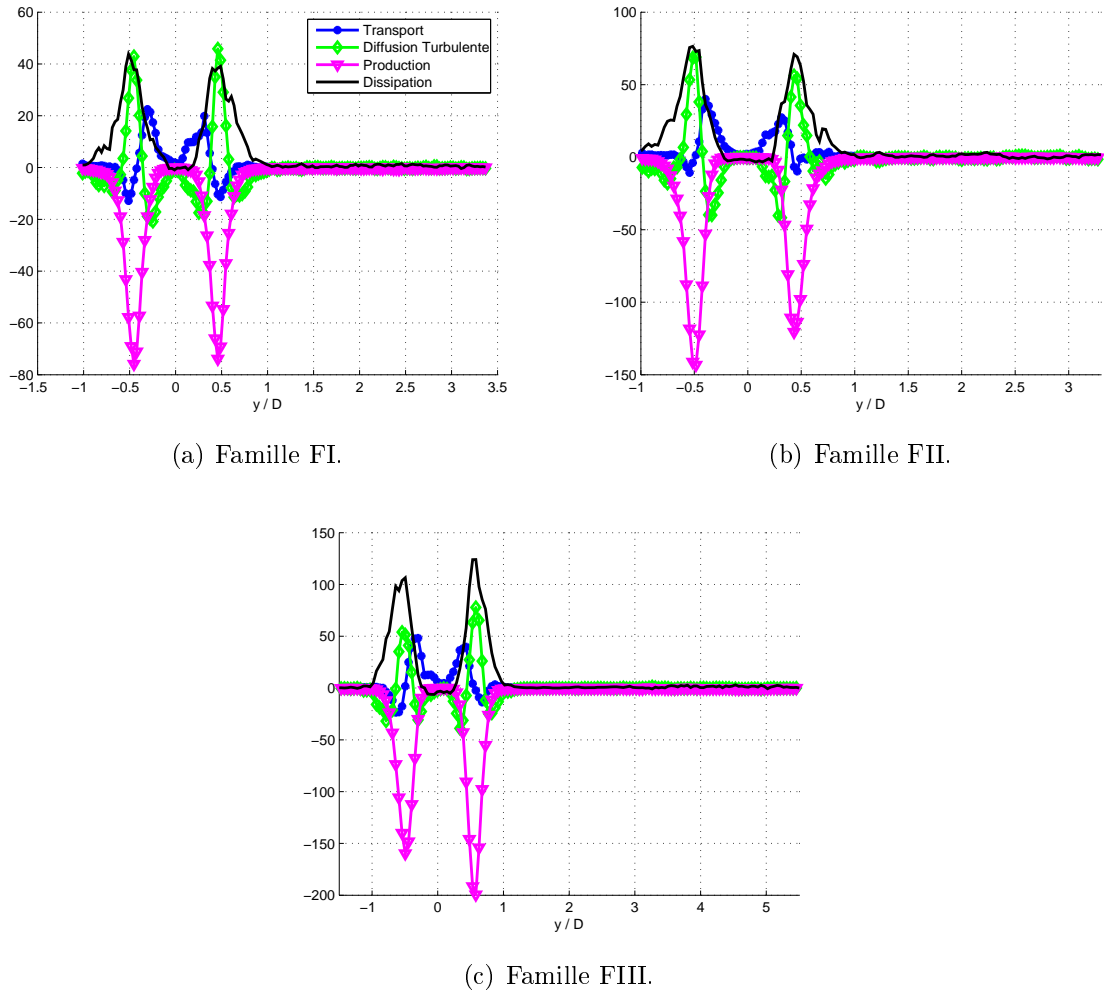 60
40
20
0
−20
−40
−60
−80
−1.5 −1 −0.5 0 0.5 1 1.5 2 2.5 3 3.5
y / D
Transport
Diffusion Turbulente
Production
Dissipation
(a) Famille FI.
100
50
0
−50
−100
−150
−1 −0.5 0 0.5 1 1.5 2 2.5 3
y / D
(b) Famille FII.
150
100
50
0
−50
−100
−150
−200
−1 0 1 2 3 4 5
y / D
(c) Famille FIII.